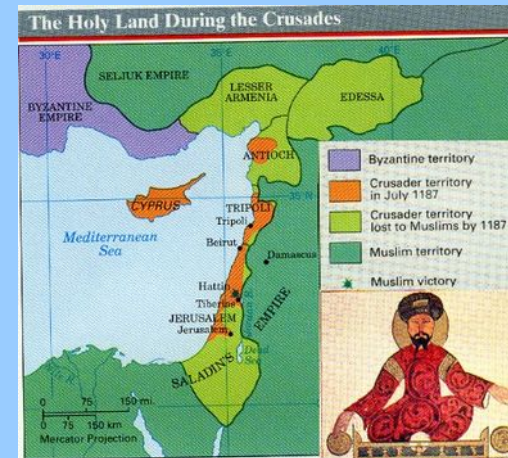 The Holy Land During the Crusades
30°E
35°E
40°E
SELJUK EMPIRE
LESSER
ARMENIA
EDESSA
BYZANTINE
EMPIRE
ANTIOCH
35°N
CYPRUS
TRIPOLI
Tripoli
Mediterranean
Sea
Beirut
Damascus
Hattin
Tiberias
JERUSALEM
Jerusalem
Dead
Sea
SALADIN'S
EMPIRE
0 75 150 mi.
0 75 150 km
Mercator Projection
Byzantine territory
Crusader territory
in July 1187
Crusader territory
lost to Muslims by 1187
Muslim territory
Muslim victory